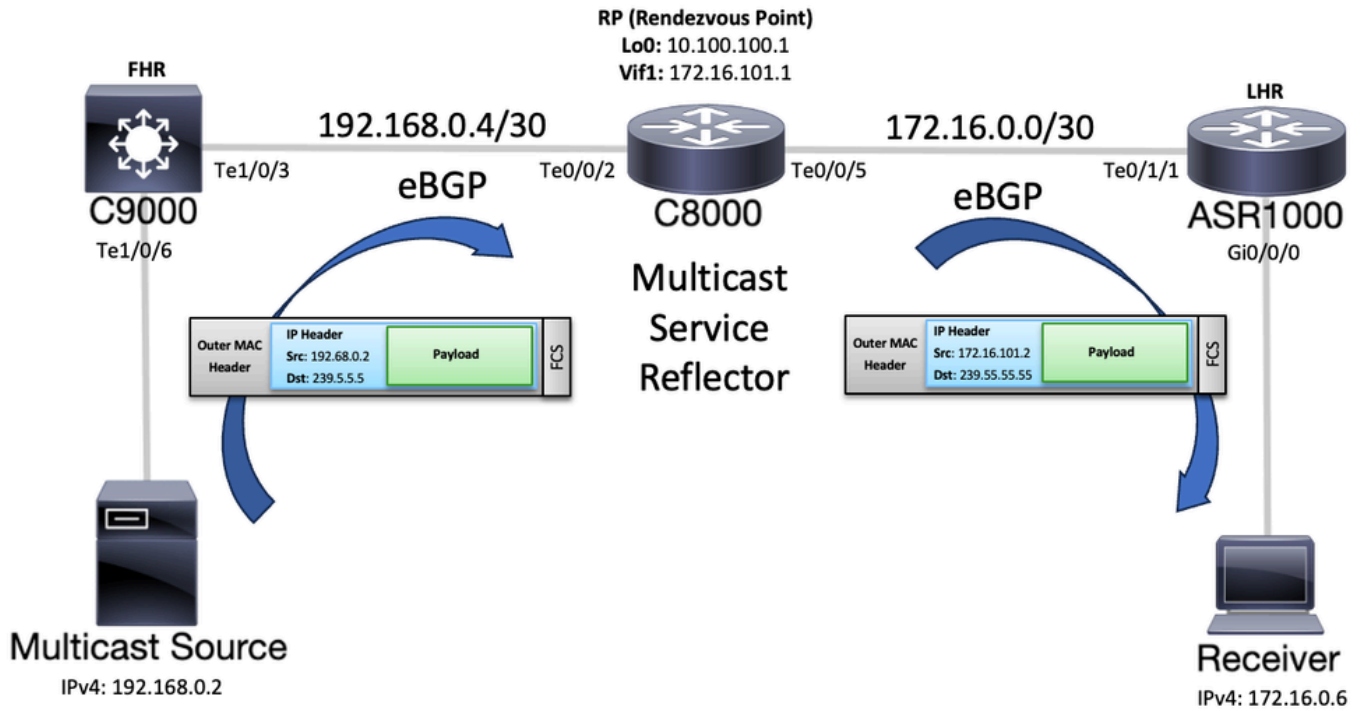 RP (Rendezvous Point)
Lo0: 10.100.100.1
Vif1: 172.16.101.1
FHR
LHR
192.168.0.4/30
172.16.0.0/30
Te1/0/3
Te0/0/2
Te0/0/5
Te0/1/1
eBGP
eBGP
C9000
C8000
ASR1000
Te1/0/6
Gi0/0/0
Multicast
Service
Reflector
Outer MAC
Header
IP Header
Src: 192.68.0.2
Dst: 239.5.5.5
Payload
FCS
Outer MAC
Header
IP Header
Src: 172.16.101.2
Dst: 239.55.55.55
Payload
FCS
Multicast Source
IPv4: 192.168.0.2
Receiver
IPv4: 172.16.0.6